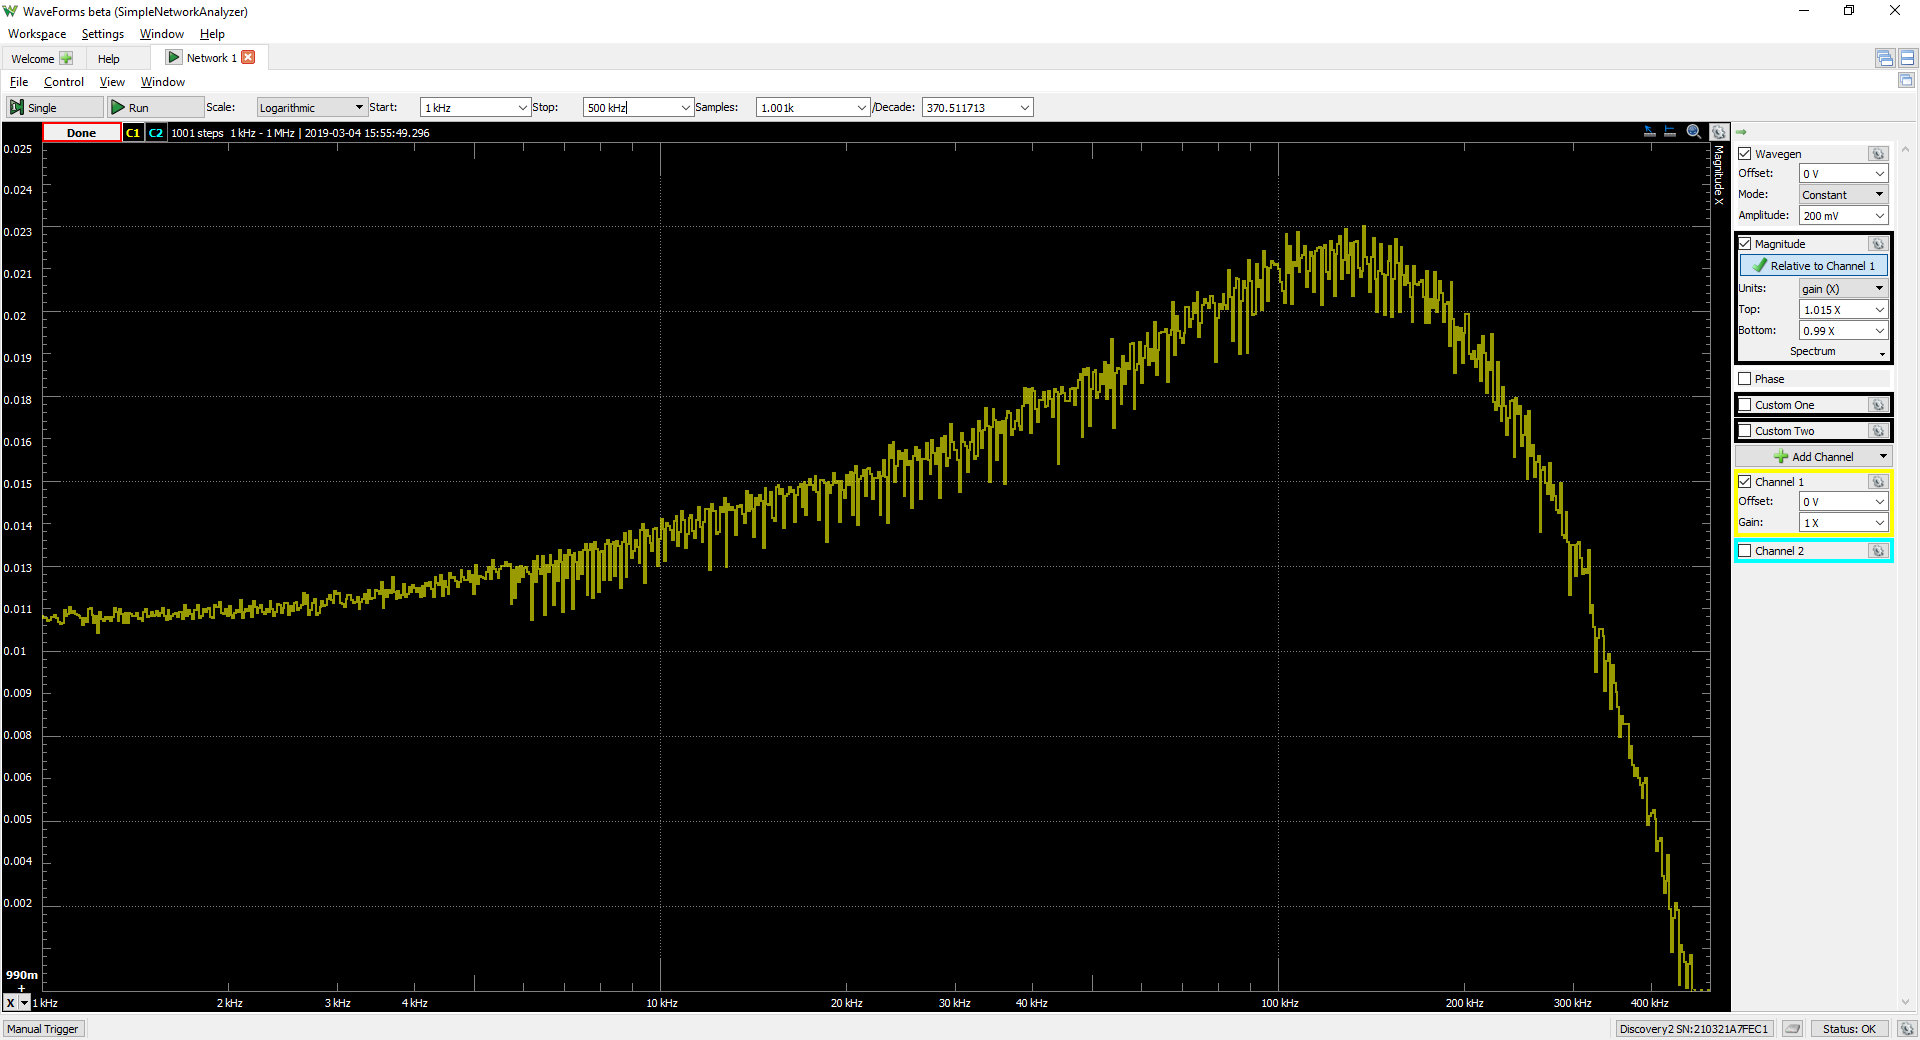 WaveForms beta (SimpleNetworkAnalyzer)
Workspace Settings Window Help
Welcome Help Network 1
File Control View Window
Single Run Scale: Logarithmic Start: 1 kHz Stop: 500 kHz Samples: 1.001k /Decade: 370.511713
Done C1 C2 1001 steps 1 kHz - 1 MHz | 2019-03-04 15:55:49.296
Magnitude X
0.025
0.024
0.023
0.021
0.02
0.019
0.018
0.016
0.015
0.014
0.013
0.011
0.01
0.009
0.008
0.006
0.005
0.004
0.002
990m
+
X 1 kHz 2 kHz 3 kHz 4 kHz 10 kHz 20 kHz 30 kHz 40 kHz 100 kHz 200 kHz 300 kHz 400 kHz
Wavegen
Offset: 0 V
Mode: Constant
Amplitude: 200 mV
Magnitude
Relative to Channel 1
Units: gain (X)
Top: 1.015 X
Bottom: 0.99 X
Spectrum
Phase
Custom One
Custom Two
Add Channel
Channel 1
Offset: 0 V
Gain: 1 X
Channel 2
Manual Trigger Discovery2 SN:210321A7FEC1 Status: OK